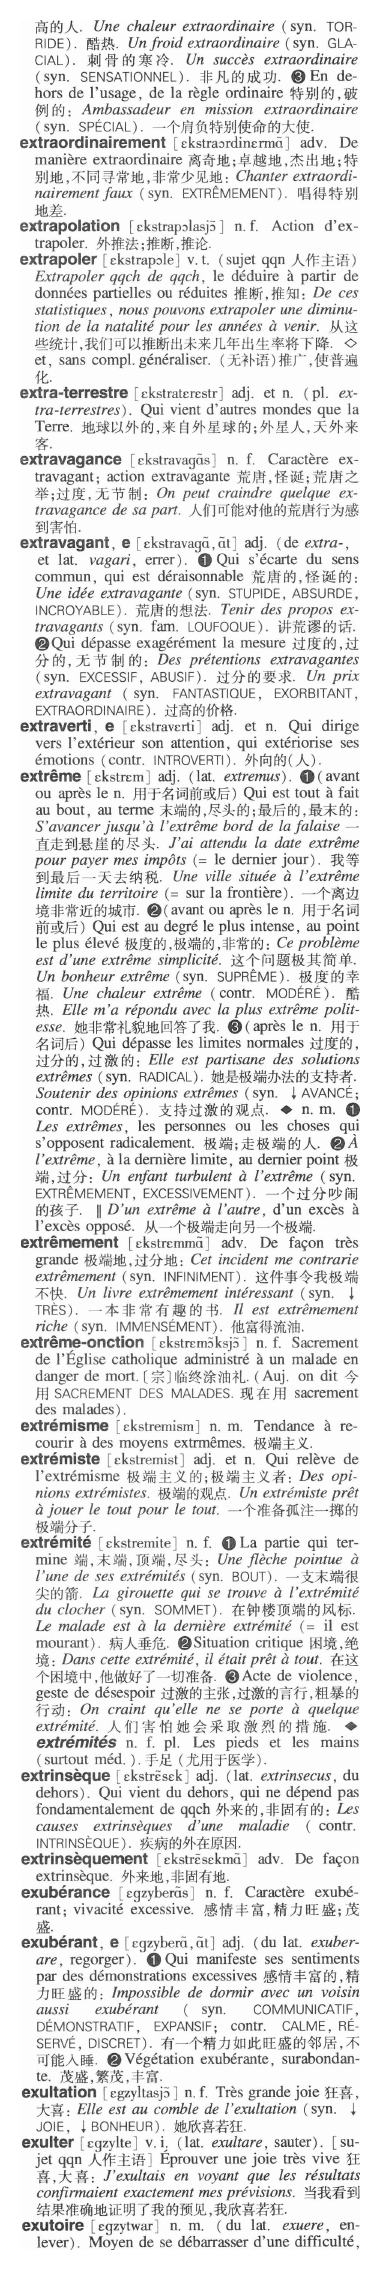 高的人. Une chaleur extraordinaire (syn. TOR-
RIDE). 酷热. Un froid extraordinaire (syn. GLA-
CIAL). 刺骨的寒冷. Un succès extraordinaire
(syn. SENSATIONNEL). 非凡的成功. ❸ En de-
hors de l'usage, de la règle ordinaire 特别的,破
例的: Ambassadeur en mission extraordinaire
(syn. SPÉCIAL). 一个肩负特别使命的大使.
extraordinairement [ɛkstraɔrdinɛrmɑ̃] adv. De
manière extraordinaire 离奇地;卓越地,杰出地;特
别地,不同寻常地,非常少见地: Chanter extraordi-
nairement faux (syn. EXTRÊMEMENT). 唱得特别
地差.
extrapolation [ɛkstrapɔlasjɔ̃] n. f. Action d'ex-
trapoler. 外推法;推断,推论.
extrapoler [ɛkstrapɔle] v. t. (sujet qqn 人作主语)
Extrapoler qqch de qqch, le déduire à partir de
données partielles ou réduites 推断,推知: De ces
statistiques, nous pouvons extrapoler une diminu-
tion de la natalité pour les années à venir. 从这
些统计,我们可以推断出未来几年出生率将下降. ◇
et, sans compl. généraliser. (无补语)推广,使普遍
化.
extra-terrestre [ɛkstratɛrɛstr] adj. et n. (pl. ex-
tra-terrestres). Qui vient d'autres mondes que la
Terre. 地球以外的,来自外星球的;外星人,天外来
客.
extravagance [ɛkstravagɑ̃s] n. f. Caractère ex-
travagant; action extravagante 荒唐,怪诞;荒唐之
举;过度,无节制: On peut craindre quelque ex-
travagance de sa part. 人们可能对他的荒唐行为感
到害怕.
extravagant, e [ɛkstravagɑ̃, ɑ̃t] adj. (de extra-,
et lat. vagari, errer). ❶ Qui s'écarte du sens
commun, qui est déraisonnable 荒唐的,怪诞的:
Une idée extravagante (syn. STUPIDE, ABSURDE,
INCROYABLE). 荒唐的想法. Tenir des propos ex-
travagants (syn. fam. LOUFOQUE). 讲荒谬的话.
❷ Qui dépasse exagérément la mesure 过度的,过
分的,无节制的: Des prétentions extravagantes
(syn. EXCESSIF, ABUSIF). 过分的要求. Un prix
extravagant (syn. FANTASTIQUE, EXORBITANT,
EXTRAORDINAIRE). 过高的价格.
extraverti, e [ɛkstravɛrti] adj. et n. Qui dirige
vers l'extérieur son attention, qui extériorise ses
émotions (contr. INTROVERTI). 外向的(人).
extrême [ɛkstrɛm] adj. (lat. extremus). ❶ (avant
ou après le n. 用于名词前或后) Qui est tout à fait
au bout, au terme 末端的,尽头的;最后的,最末的:
S'avancer jusqu'à l'extrême bord de la falaise 一
直走到悬崖的尽头. J'ai attendu la date extrême
pour payer mes impôts (= le dernier jour). 我等
到最后一天去纳税. Une ville située à l'extrême
limite du territoire (= sur la frontière). 一个离边
境非常近的城市. ❷ (avant ou après le n. 用于名词
前或后) Qui est au degré le plus intense, au point
le plus élevé 极度的,极端的,非常的: Ce problème
est d'une extrême simplicité. 这个问题极其简单.
Un bonheur extrême (syn. SUPRÊME). 极度的幸
福. Une chaleur extrême (contr. MODÉRÉ). 酷
热. Elle m'a répondu avec la plus extrême polit-
esse. 她非常礼貌地回答了我. ❸ (après le n. 用于
名词后) Qui dépasse les limites normales 过度的,
过分的,过激的: Elle est partisane des solutions
extrêmes (syn. RADICAL). 她是极端办法的支持者.
Soutenir des opinions extrêmes (syn. ↓ AVANCÉ;
contr. MODÉRÉ). 支持过激的观点. ◆ n. m. ❶
Les extrêmes, les personnes ou les choses qui
s'opposent radicalement. 极端;走极端的人. ❷ À
l'extrême, à la dernière limite, au dernier point 极
端,过分: Un enfant turbulent à l'extrême (syn.
EXTRÊMEMENT, EXCESSIVEMENT). 一个过分吵闹
的孩子. ‖ D'un extrême à l'autre, d'un excès à
l'excès opposé. 从一个极端走向另一个极端.
extrêmement [ɛkstrɛmmɑ̃] adv. De façon très
grande 极端地,过分地: Cet incident me contrarie
extrêmement (syn. INFINIMENT). 这件事令我极端
不快. Un livre extrêmement intéressant (syn. ↓
TRÈS). 一本非常有趣的书. Il est extrêmement
riche (syn. IMMENSÉMENT). 他富得流油.
extrême-onction [ɛkstrɛmɔ̃ksjɔ̃] n. f. Sacrement
de l'Église catholique administré à un malade en
danger de mort. [宗]临终涂油礼. (Auj. on dit 今
用 SACREMENT DES MALADES. 现在用 sacrement
des malades).
extrémisme [ɛkstremism] n. m. Tendance à re-
courir à des moyens extrmêmes. 极端主义.
extrémiste [ɛkstremist] adj. et n. Qui relève de
l'extrémisme 极端主义的;极端主义者: Des opi-
nions extrémistes. 极端的观点. Un extrémiste prêt
à jouer le tout pour le tout. 一个准备孤注一掷的
极端分子.
extrémité [ɛkstremite] n. f. ❶ La partie qui ter-
mine 端,末端,顶端,尽头: Une flèche pointue à
l'une de ses extrémités (syn. BOUT). 一支末端很
尖的箭. La girouette qui se trouve à l'extrémité
du clocher (syn. SOMMET). 在钟楼顶端的风标.
Le malade est à la dernière extrémité (= il est
mourant). 病人垂危. ❷ Situation critique 困境,绝
境: Dans cette extrémité, il était prêt à tout. 在这
个困境中,他做好了一切准备. ❸ Acte de violence,
geste de désespoir 过激的主张,过激的言行,粗暴的
行动: On craint qu'elle ne se porte à quelque
extrémité. 人们害怕她会采取激烈的措施. ◆
extrémités n. f. pl. Les pieds et les mains
(surtout méd.). 手足 (尤用于医学).
extrinsèque [ɛkstrɛ̃sɛk] adj. (lat. extrinsecus, du
dehors). Qui vient du dehors, qui ne dépend pas
fondamentalement de qqch 外来的,非固有的: Les
causes extrinsèques d'une maladie (contr.
INTRINSÈQUE). 疾病的外在原因.
extrinsèquement [ɛkstrɛ̃sɛkmɑ̃] adv. De façon
extrinsèque. 外来地,非固有地.
exubérance [ɛgzyberɑ̃s] n. f. Caractère exubé-
rant; vivacité excessive. 感情丰富,精力旺盛;茂
盛.
exubérant, e [ɛgzyberɑ̃, ɑ̃t] adj. (du lat. exuber-
are, regorger). ❶ Qui manifeste ses sentiments
par des démonstrations excessives 感情丰富的,精
力旺盛的: Impossible de dormir avec un voisin
aussi exubérant (syn. COMMUNICATIF,
DÉMONSTRATIF, EXPANSIF; contr. CALME, RÉ-
SERVÉ, DISCRET). 有一个精力如此旺盛的邻居,不
可能入睡. ❷ Végétation exubérante, surabondan-
te. 茂盛,繁茂,丰富.
exultation [ɛgzyltasjɔ̃] n. f. Très grande joie 狂喜,
大喜: Elle est au comble de l'exultation (syn. ↓
JOIE, ↓ BONHEUR). 她欣喜若狂.
exulter [ɛgzylte] v. i. (lat. exultare, sauter). [su-
jet qqn 人作主语] Éprouver une joie très vive 狂
喜,大喜: J'exultais en voyant que les résultats
confirmaient exactement mes prévisions. 当我看到
结果准确地证明了我的预见,我欣喜若狂.
exutoire [ɛgzytwar] n. m. (du lat. exuere, en-
lever). Moyen de se débarrasser d'une difficulté,